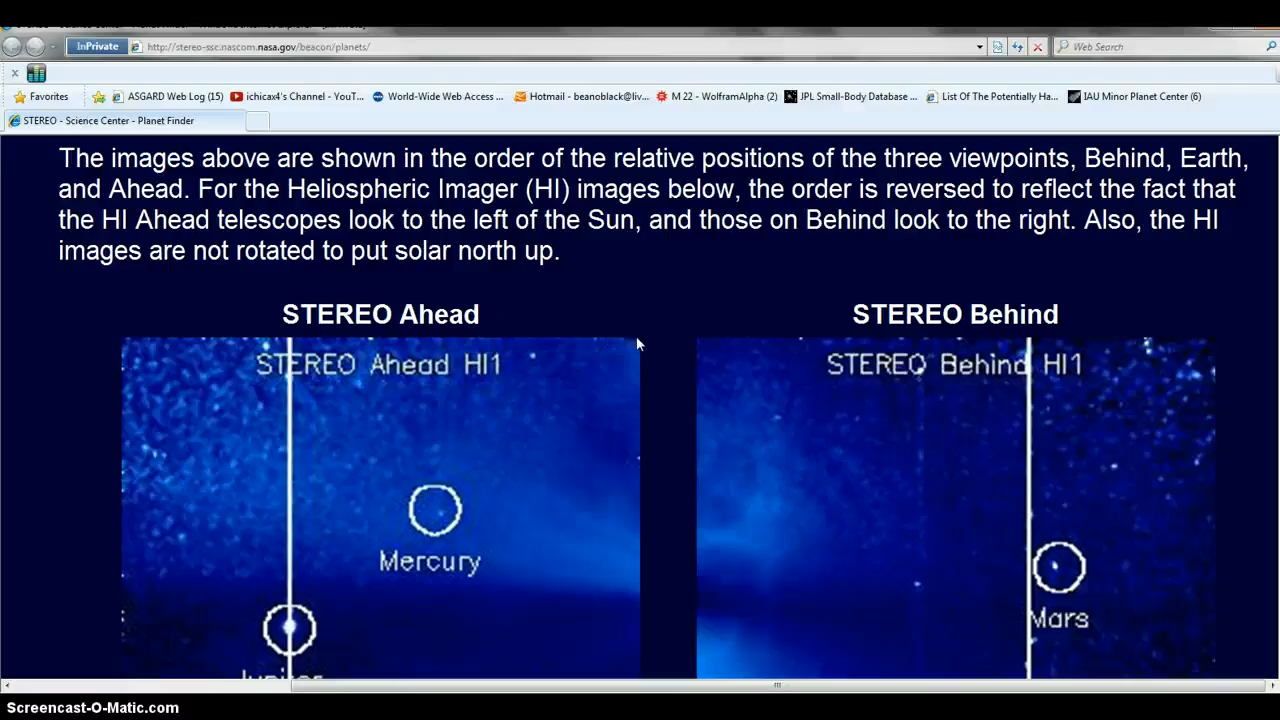 InPrivate http://stereo-ssc.nascom.nasa.gov/beacon/planets/ Web Search
x
Favorites ASGARD Web Log (15) ichicax4's Channel - YouT... World-Wide Web Access ... Hotmail - beanoblack@liv... M 22 - WolframAlpha (2) JPL Small-Body Database ... List Of The Potentially Ha... IAU Minor Planet Center (6)
STEREO - Science Center - Planet Finder
The images above are shown in the order of the relative positions of the three viewpoints, Behind, Earth,
and Ahead. For the Heliospheric Imager (HI) images below, the order is reversed to reflect the fact that
the HI Ahead telescopes look to the left of the Sun, and those on Behind look to the right. Also, the HI
images are not rotated to put solar north up.
STEREO Ahead
STEREO Behind
STEREO Ahead HI1
STEREO Behind HI1
Mercury
Mars
Jupiter
Screencast-O-Matic.com